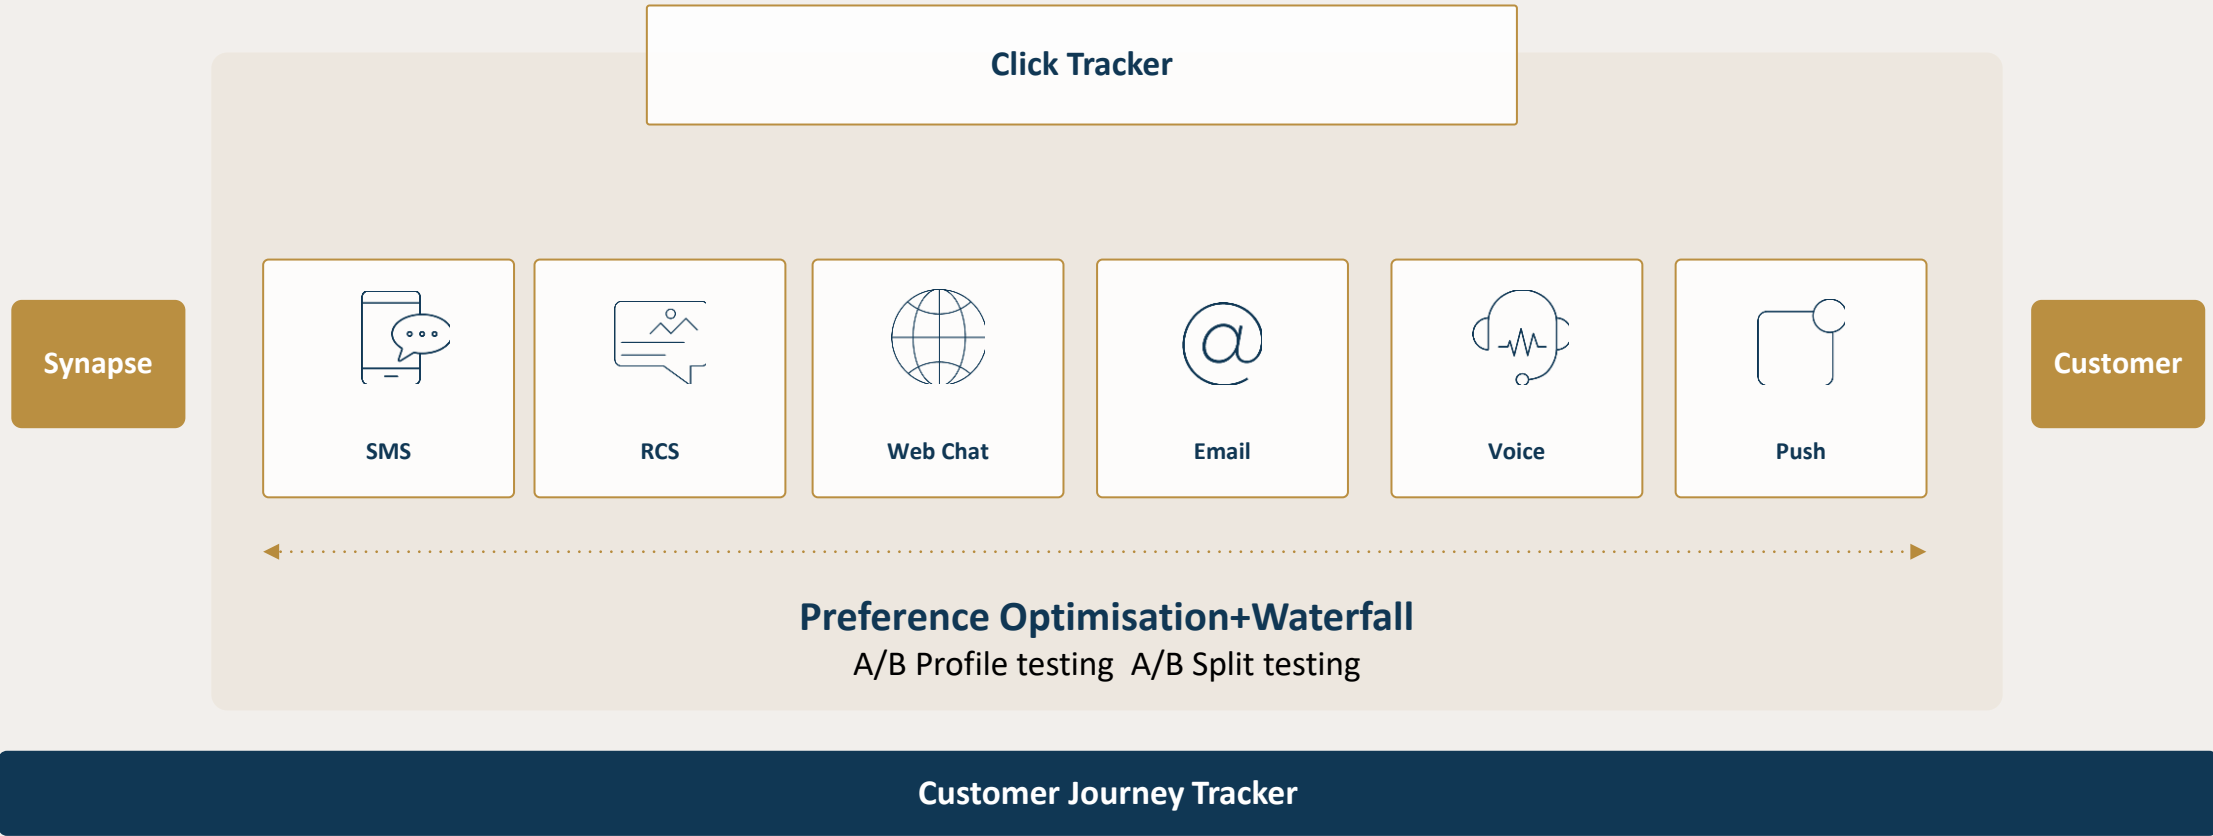 Click Tracker
Synapse
SMS
RCS
Web Chat
@
Email
Voice
Push
Customer
Preference Optimisation+Waterfall
A/B Profile testing  A/B Split testing
Customer Journey Tracker